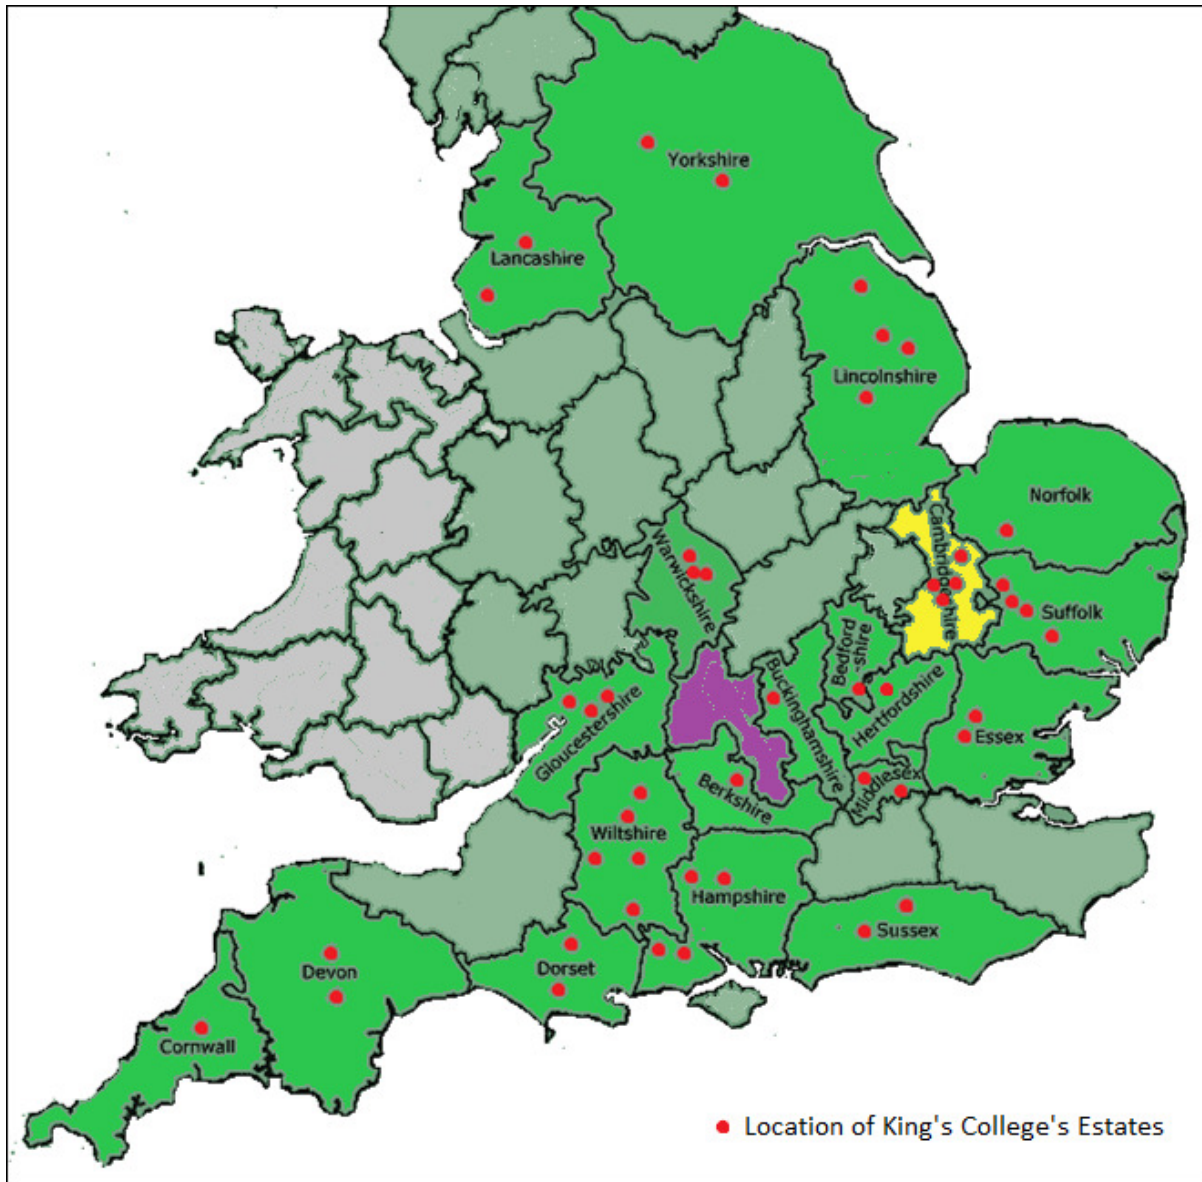 Yorkshire
Lancashire
Lincolnshire
Norfolk
Cambridgeshire
Warwickshire
Suffolk
Bedford
-shire
Buckinghamshire
Hertfordshire
Gloucestershire
Essex
Middlesex
Berkshire
Wiltshire
Hampshire
Sussex
Dorset
Devon
Cornwall
Location of King's College's Estates